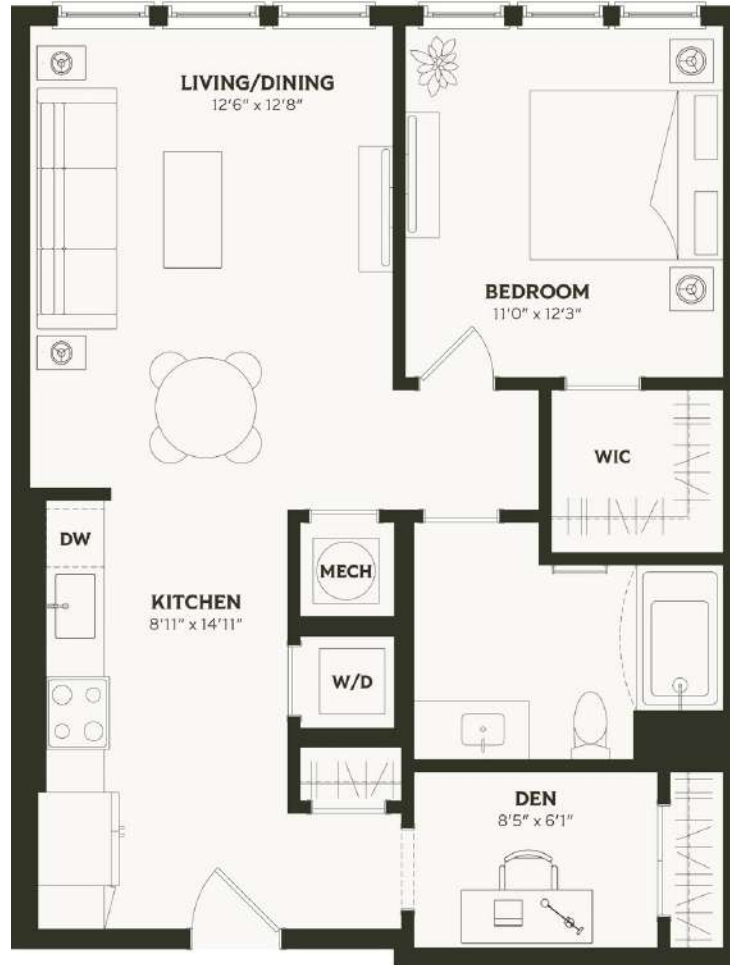 LIVING/DINING
12'6" x 12'8"
BEDROOM
11'0" x 12'3"
WIC
DW
MECH
KITCHEN
8'11" x 14'11"
W/D
DEN
8'5" x 6'1"